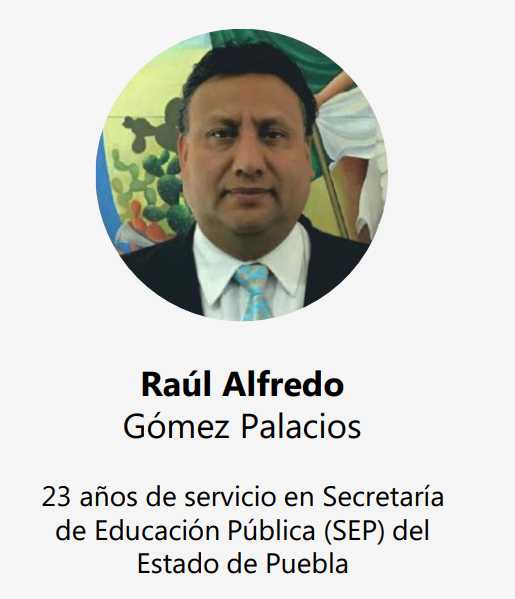 Raúl Alfredo
Gómez Palacios
23 años de servicio en Secretaría
de Educación Pública (SEP) del
Estado de Puebla